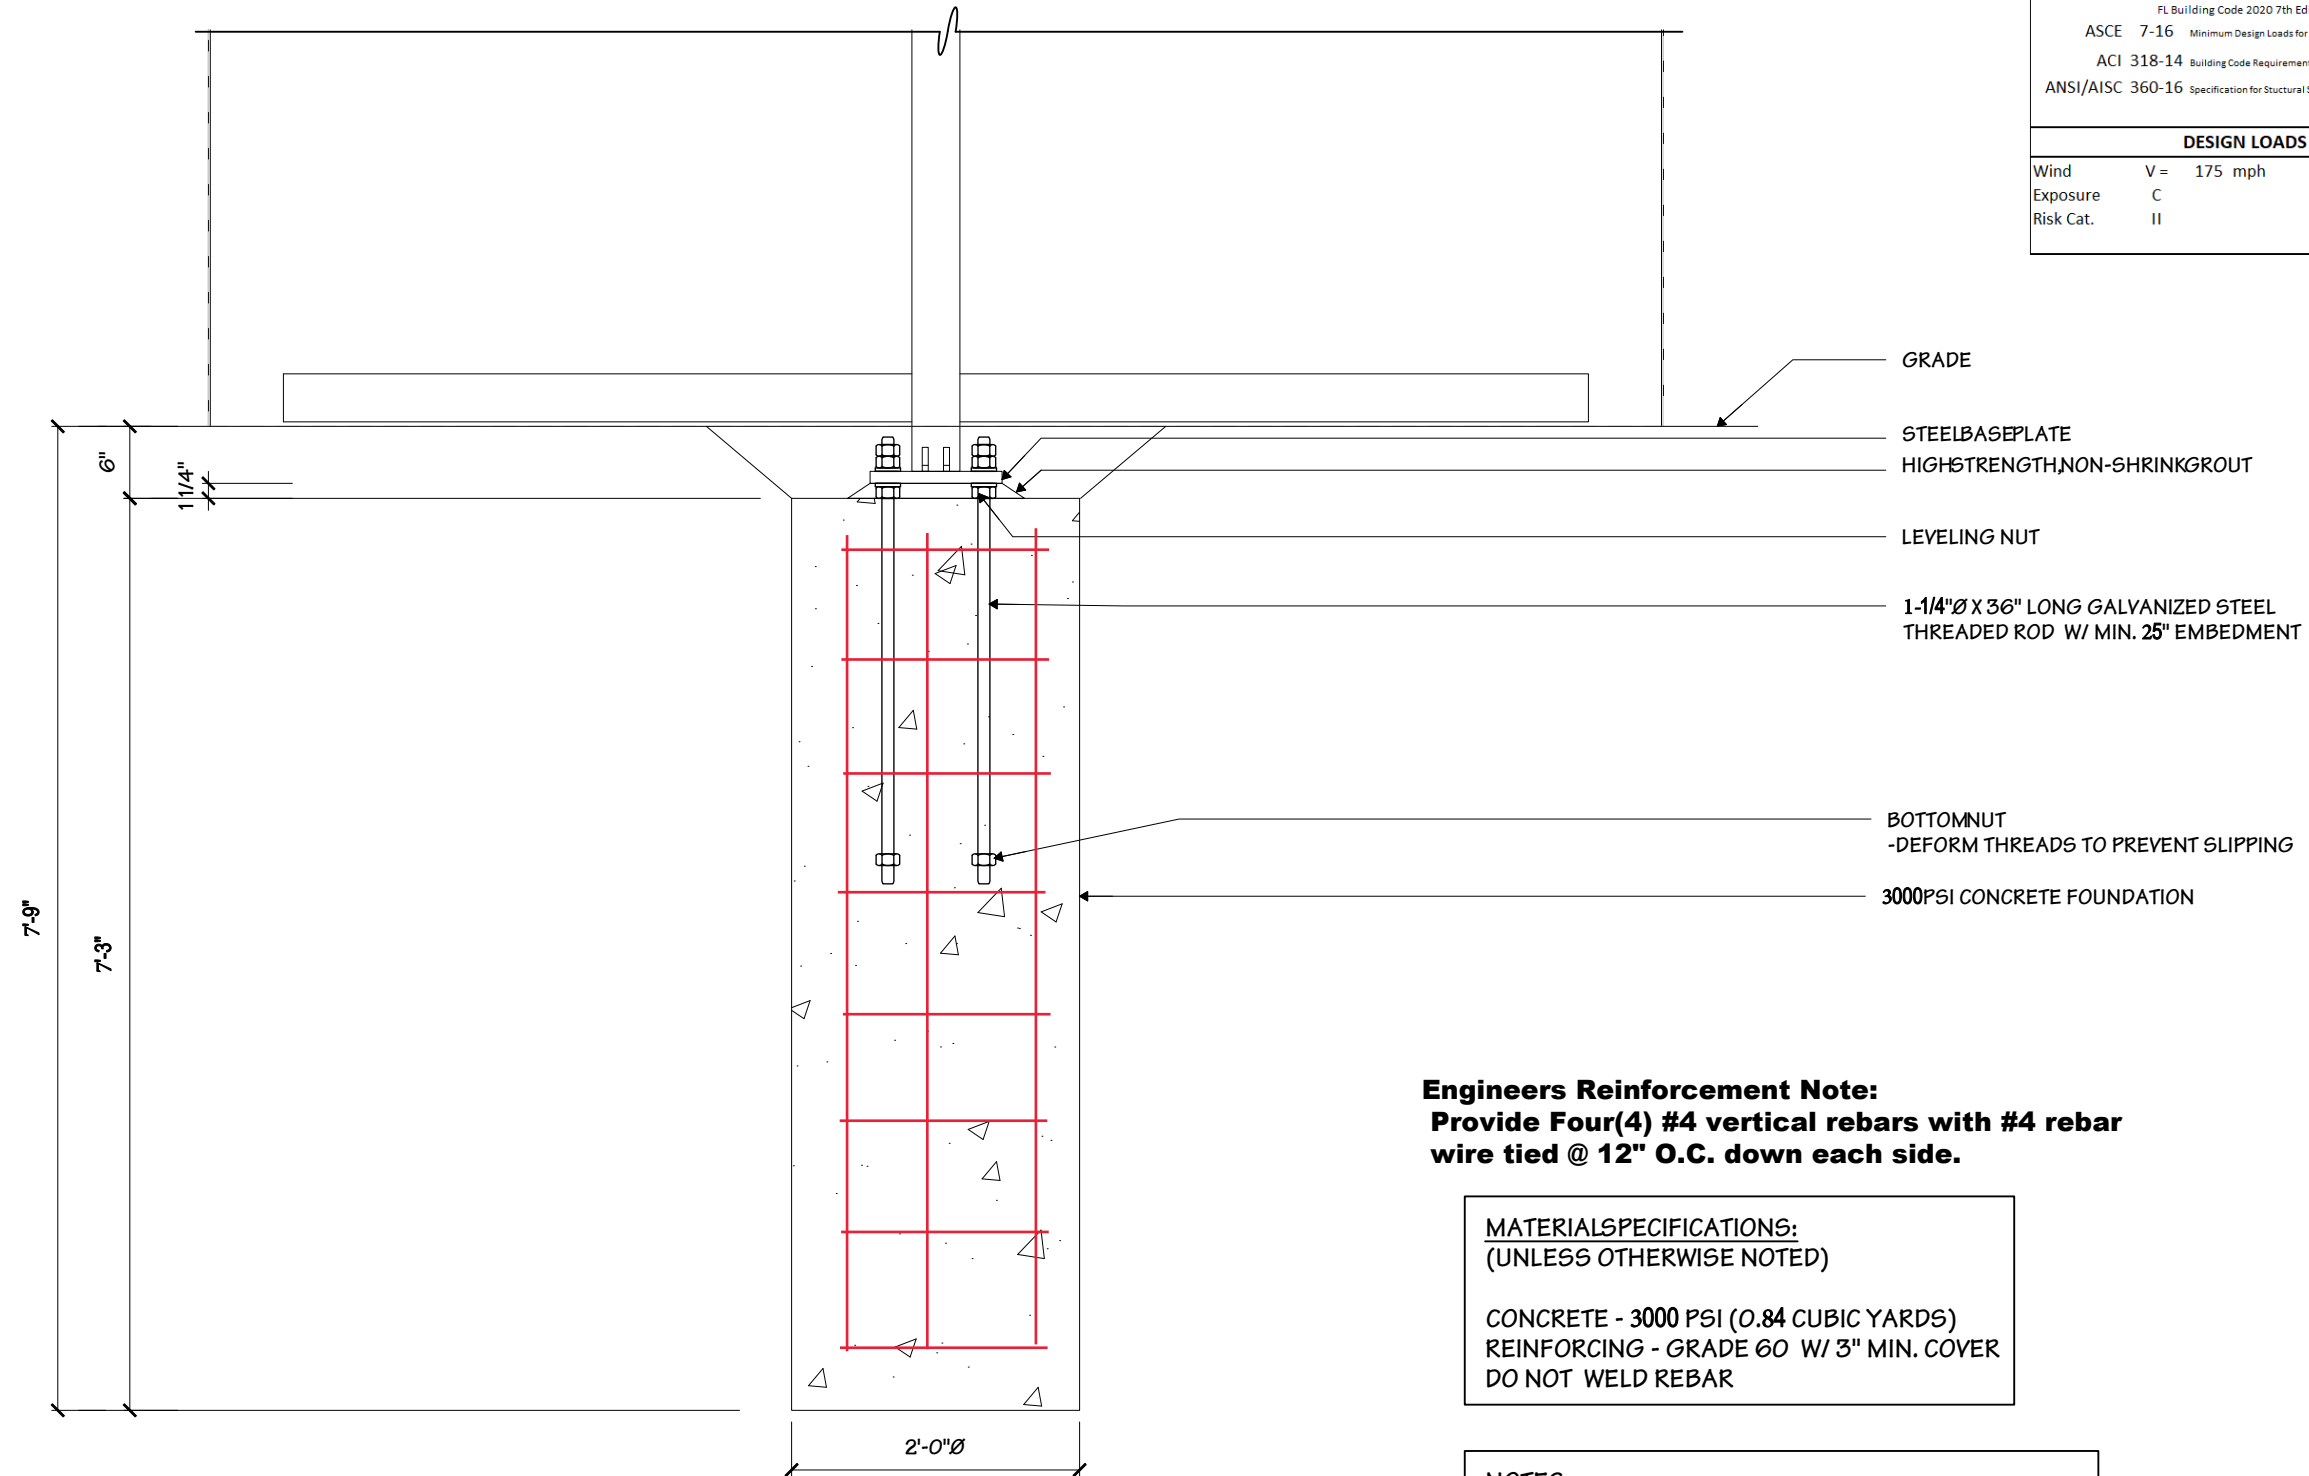 FL Building Code 2020 7th Ed
ASCE 7-16 Minimum Design Loads for
ACI 318-14 Building Code Requirement
ANSI/AISC 360-16 Specification for Stuctural S
DESIGN LOADS
Wind V = 175 mph
Exposure C
Risk Cat. II
GRADE
STEELBASEPLATE
HIGHSTRENGTH,NON-SHRINKGROUT
LEVELING NUT
1-1/4"Ø X 36" LONG GALVANIZED STEEL
THREADED ROD W/ MIN. 25" EMBEDMENT
BOTTOMNUT
-DEFORM THREADS TO PREVENT SLIPPING
3000PSI CONCRETE FOUNDATION
6"
1 1/4"
7'-9"
7'-3"
2'-0"Ø
Engineers Reinforcement Note:
Provide Four(4) #4 vertical rebars with #4 rebar
wire tied @ 12" O.C. down each side.
MATERIALSPECIFICATIONS:
(UNLESS OTHERWISE NOTED)
CONCRETE - 3000 PSI (0.84 CUBIC YARDS)
REINFORCING - GRADE 60 W/ 3" MIN. COVER
DO NOT WELD REBAR